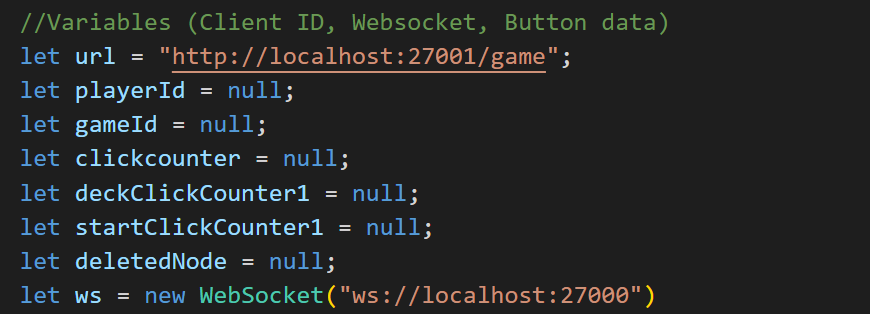 //Variables (Client ID, Websocket, Button data)
let url = "http://localhost:27001/game";
let playerId = null;
let gameId = null;
let clickcounter = null;
let deckClickCounter1 = null;
let startClickCounter1 = null;
let deletedNode = null;
let ws = new WebSocket("ws://localhost:27000")